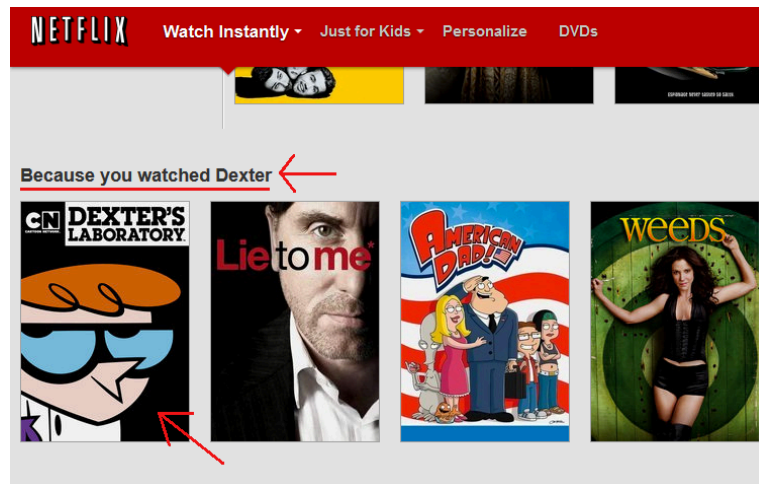 NETFLIX Watch Instantly Just for Kids Personalize DVDs
Because you watched Dexter
CN DEXTER'S
CARTOON NETWORK
LABORATORY
Lie to me*
AMERICAN
DAD!
WEEDS